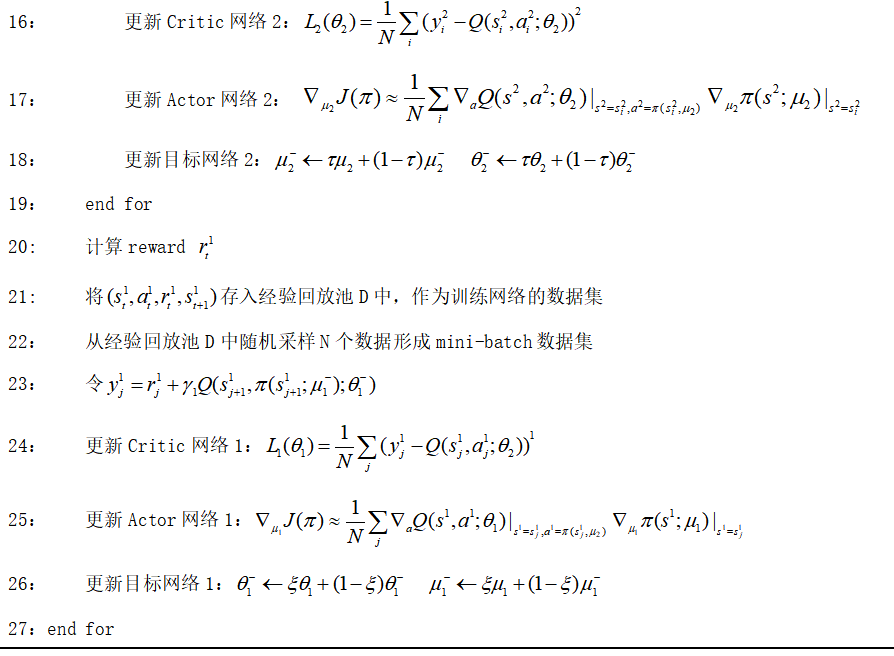 16: 更新 Critic 网络 2: $L_2(\theta_2)=\frac{1}{N}\sum_i(y_i^2-Q(s_i^2,a_i^2;\theta_2))^2$
17: 更新 Actor 网络 2: $\nabla_{\mu_2}J(\pi)\approx\frac{1}{N}\sum_i\nabla_a Q(s^2,a^2;\theta_2)|_{s^2=s_i^2,a^2=\pi(s_i^2,\mu_2)}\nabla_{\mu_2}\pi(s^2;\mu_2)|_{s^2=s_i^2}$
18: 更新目标网络 2: $\mu_2^-\leftarrow\tau\mu_2+(1-\tau)\mu_2^-\quad\theta_2^-\leftarrow\tau\theta_2+(1-\tau)\theta_2^-$
19: end for
20: 计算 reward $r_t^1$
21: 将$(s_t^1,a_t^1,r_t^1,s_{t+1}^1)$存入经验回放池 D 中，作为训练网络的数据集
22: 从经验回放池 D 中随机采样 N 个数据形成 mini-batch 数据集
23: 令 $y_j^1=r_j^1+\gamma_1 Q(s_{j+1}^1,\pi(s_{j+1}^1;\mu_1^-);\theta_1^-)$
24: 更新 Critic 网络 1: $L_1(\theta_1)=\frac{1}{N}\sum_j(y_j^1-Q(s_j^1,a_j^1;\theta_2))^1$
25: 更新 Actor 网络 1: $\nabla_{\mu_1}J(\pi)\approx\frac{1}{N}\sum_j\nabla_a Q(s^1,a^1;\theta_1)|_{s^1=s_j^1,a^1=\pi(s_j^1,\mu_2)}\nabla_{\mu_1}\pi(s^1;\mu_1)|_{s^1=s_j^1}$
26: 更新目标网络 1: $\theta_1^-\leftarrow\xi\theta_1+(1-\xi)\theta_1^-\quad\mu_1^-\leftarrow\xi\mu_1+(1-\xi)\mu_1^-$
27: end for